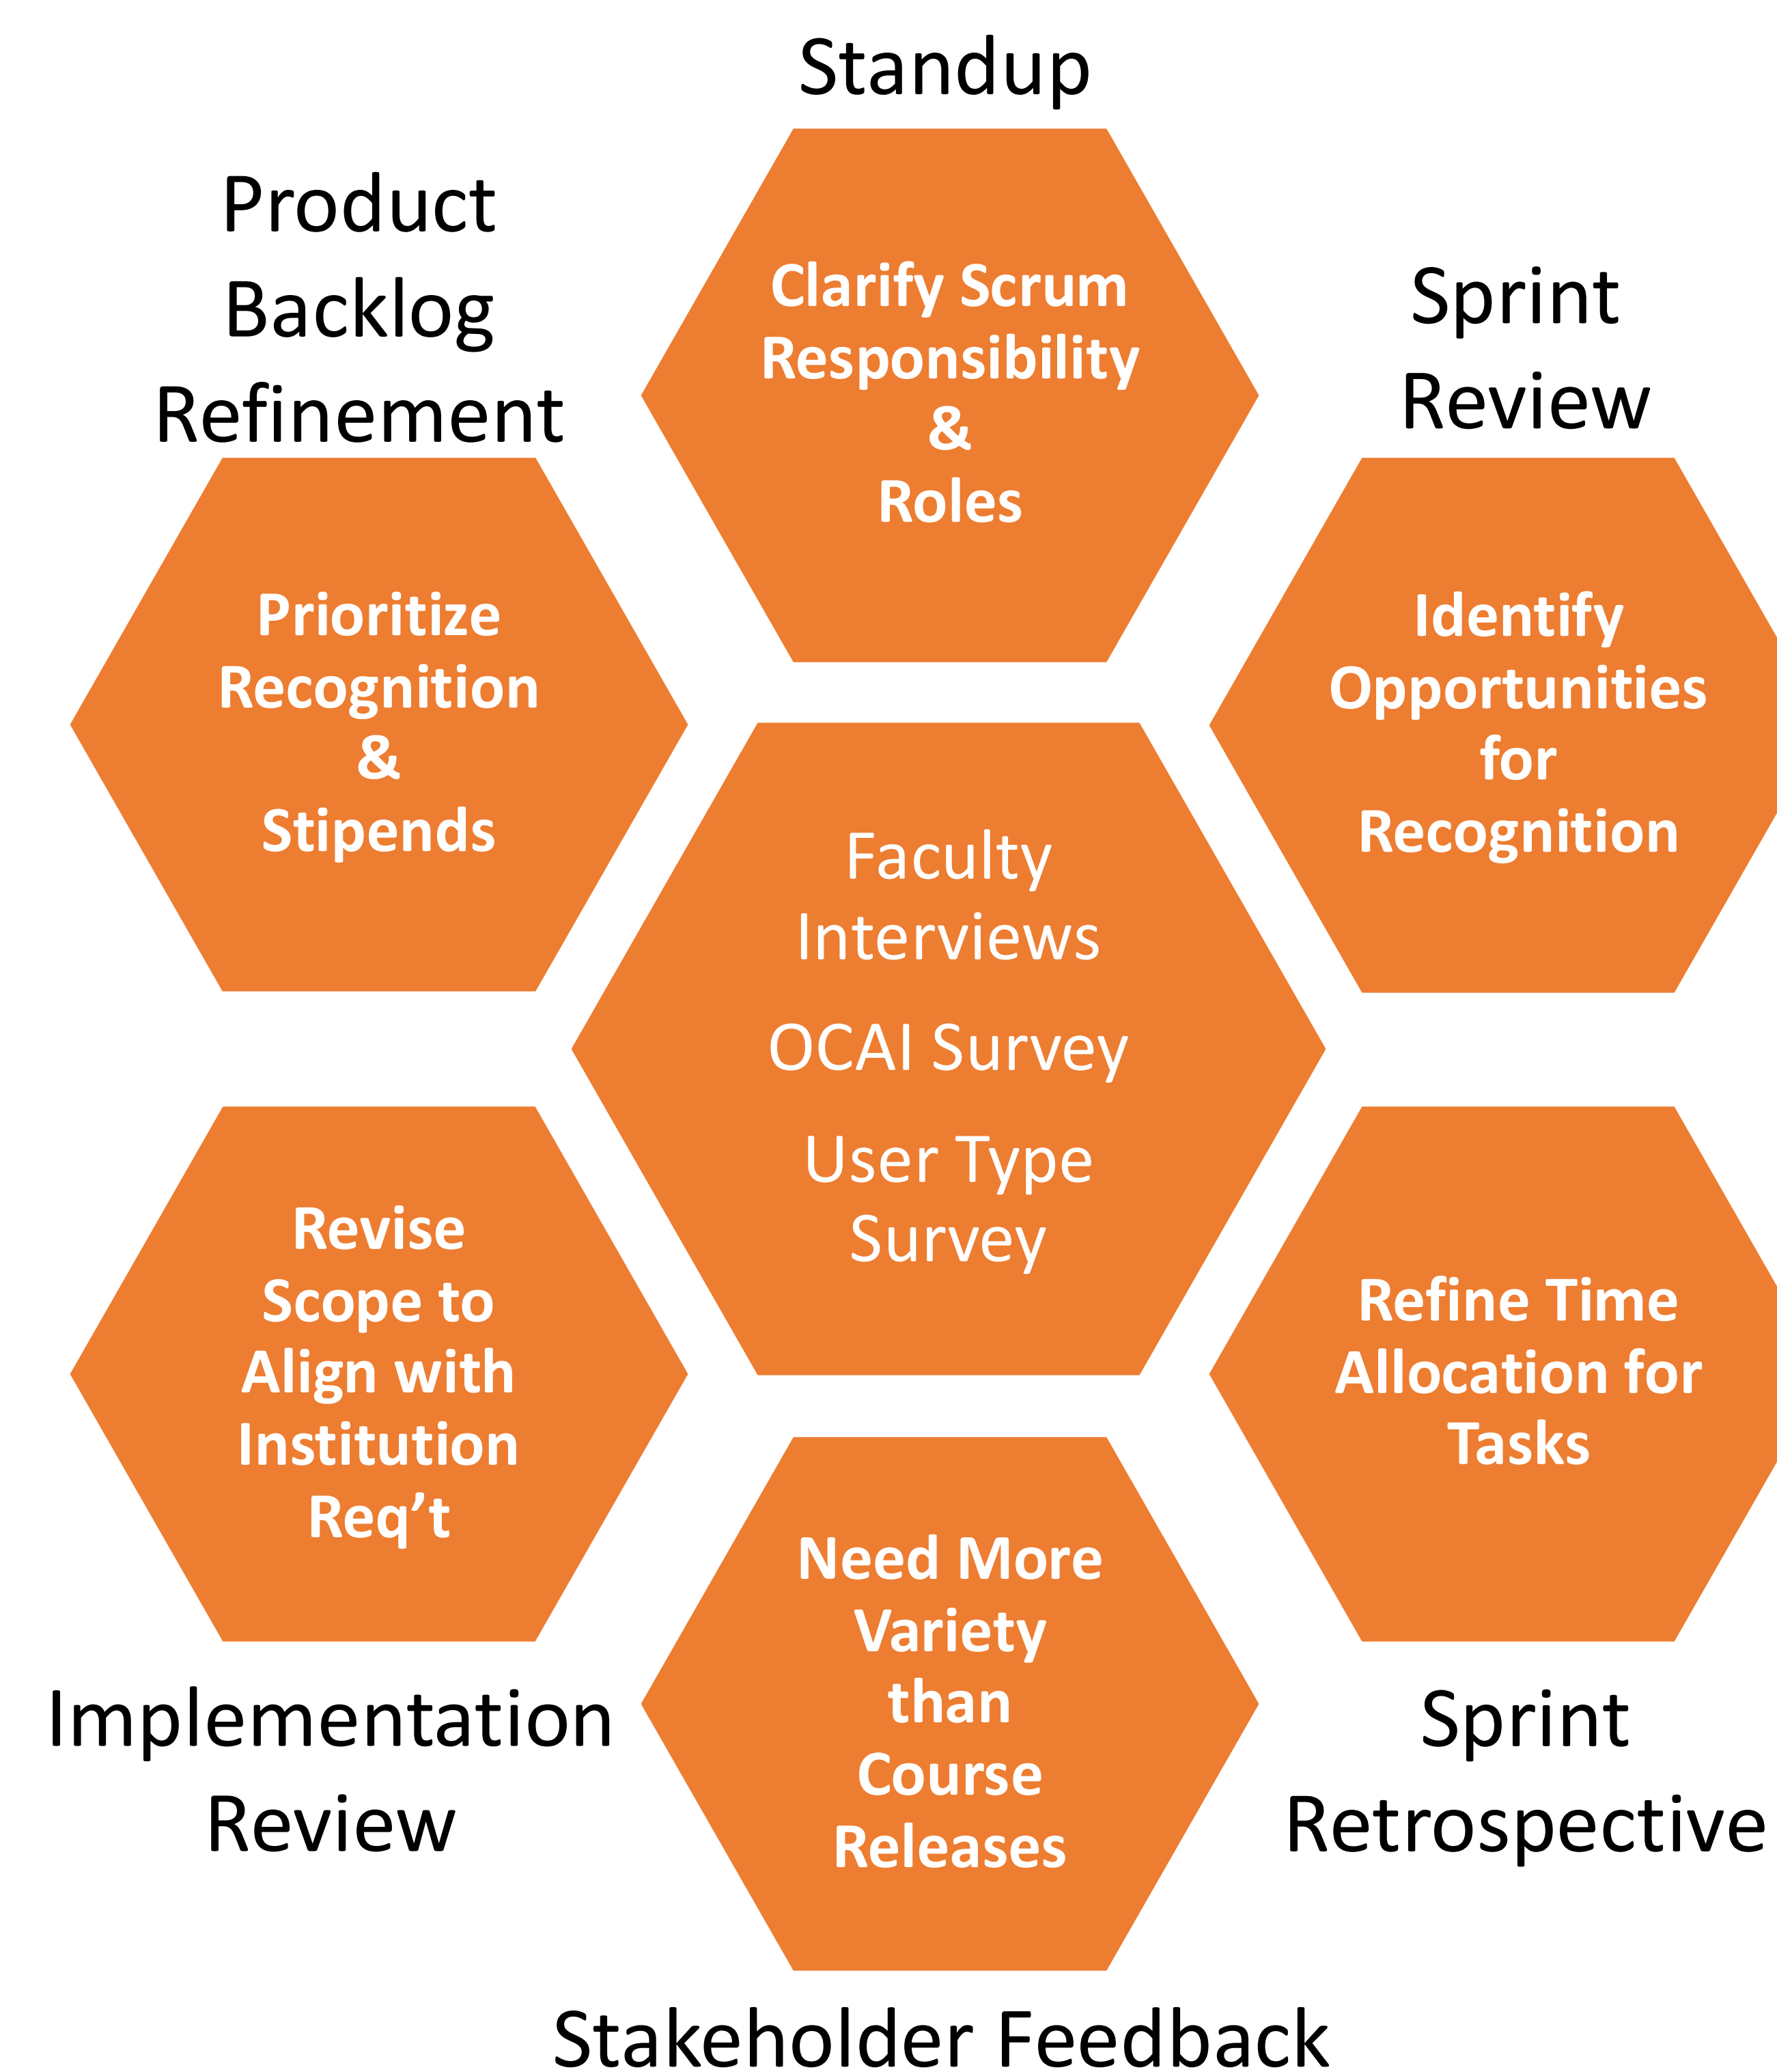 Standup
Clarify Scrum
Responsibility
&
Roles
Product
Backlog
Refinement
Prioritize
Recognition
&
Stipends
Sprint
Review
Identify
Opportunities
for
Recognition
Faculty
Interviews
OCAI Survey
User Type
Survey
Revise
Scope to
Align with
Institution
Req’t
Implementation
Review
Refine Time
Allocation for
Tasks
Sprint
Retrospective
Need More
Variety
than
Course
Releases
Stakeholder Feedback